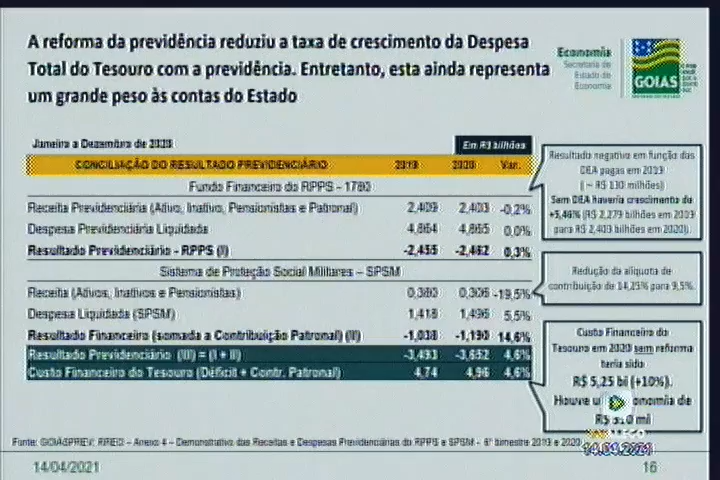 A reforma da previdência reduziu a taxa de crescimento da Despesa
Total do Tesouro com a previdência. Entretanto, esta ainda representa
um grande peso às contas do Estado
Economia
Secretaria de
Estado da
Economia
GOIÁS
Janeiro a Dezembro de 2020
Em R$ bilhões
CONCILIAÇÃO DO RESULTADO PREVIDENCIÁRIO 2019 2020 Var.
Fundo Financeiro do RPPS - 1760
Receita Previdenciária (Ativo, Inativo, Pensionistas e Patronal) 2,409 2,403 -0,2%
Despesa Previdenciária Liquidada 4,864 4,865 0,0%
Resultado Previdenciário - RPPS (I) -2,455 -2,462 0,3%
Sistema de Proteção Social Militares – SPSM
Receita (Ativos, Inativos e Pensionistas) 0,380 0,306 -19,5%
Despesa Liquidada (SPSM) 1,418 1,496 5,5%
Resultado Financeiro (somada a Contribuição Patronal) (II) -1,038 -1,190 14,6%
Resultado Previdenciário (III) = (I + II) -3,493 -3,652 4,6%
Custo Financeiro do Tesouro (Déficit + Contr. Patronal) 4,74 4,96 4,6%
Resultado negativo em função das
DEA pagas em 2019
( ~ R$ 130 milhões)
Sem DEA haveria crescimento de
+5,46% (R$ 2,279 bilhões em 2019
para R$ 2,403 bilhões em 2020).
Redução da alíquota de
contribuição de 14,25% para 9,5%.
Custo Financeiro do
Tesouro em 2020 sem reforma
teria sido
R$ 5,25 bi (+10%).
Houve economia de
R$ mi
Fonte: GOIASPREV; RREO – Anexo 4 – Demonstrativo das Receitas e Despesas Previdenciárias do RPPS e SPSM - 6º bimestre 2019 e 2020
ALEGO
14.04.2021
14/04/2021
16